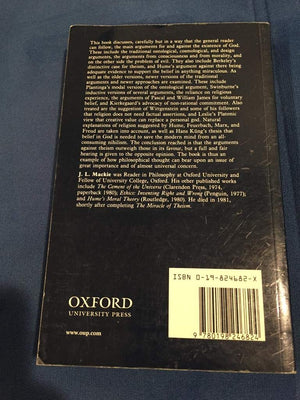 This book discusses, carefully but in a way that the general reader
can follow, the main arguments for and against the existence of God.
These include the traditional ontological, cosmological, and design
arguments, the arguments from consciousness and from morality, and
on the other side the problem of evil. They also include Berkeley's
distinctive case for theism, and Hume's argument against there being
adequate evidence to support the belief in anything miraculous. As
well as the older versions, newer versions of the traditional
arguments and newer approaches are considered. These include
Plantinga's modal version of the ontological argument, Swinburne's
inductive versions of several arguments, the reliance on religious
experience, the arguments of Pascal and William James for voluntary
belief, and Kierkegaard's advocacy of non-rational commitment. Also
treated are the suggestion of Wittgenstein and some of his followers
that religion does not need factual assertions, and Leslie's Platonic
view that creative value can replace a personal god. Natural
explanations of religion suggested by Hume, Feuerbach, Marx, and
Freud are taken into account, as well as Hans Küng's thesis that
belief in God is needed to save the modern mind from an all-
consuming nihilism. The conclusion reached is that the arguments
against theism outweigh those in its favour, but a full and fair
hearing is given to the opposite opinion. The book is thus an
example of how philosophical thought can bear upon an issue of
great importance and of almost universal concern.
J. L. Mackie was Reader in Philosophy at Oxford University and
Fellow of University College, Oxford. His other published works
include The Cement of the Universe (Clarendon Press, 1974,
paperback 1980); Ethics: Inventing Right and Wrong (Penguin, 1977);
and Hume's Moral Theory (Routledge, 1980). He died in 1981,
shortly after completing The Miracle of Theism.
ISBN 0-19-824682-X
9 780198 246824
OXFORD
UNIVERSITY PRESS
www.oup.com